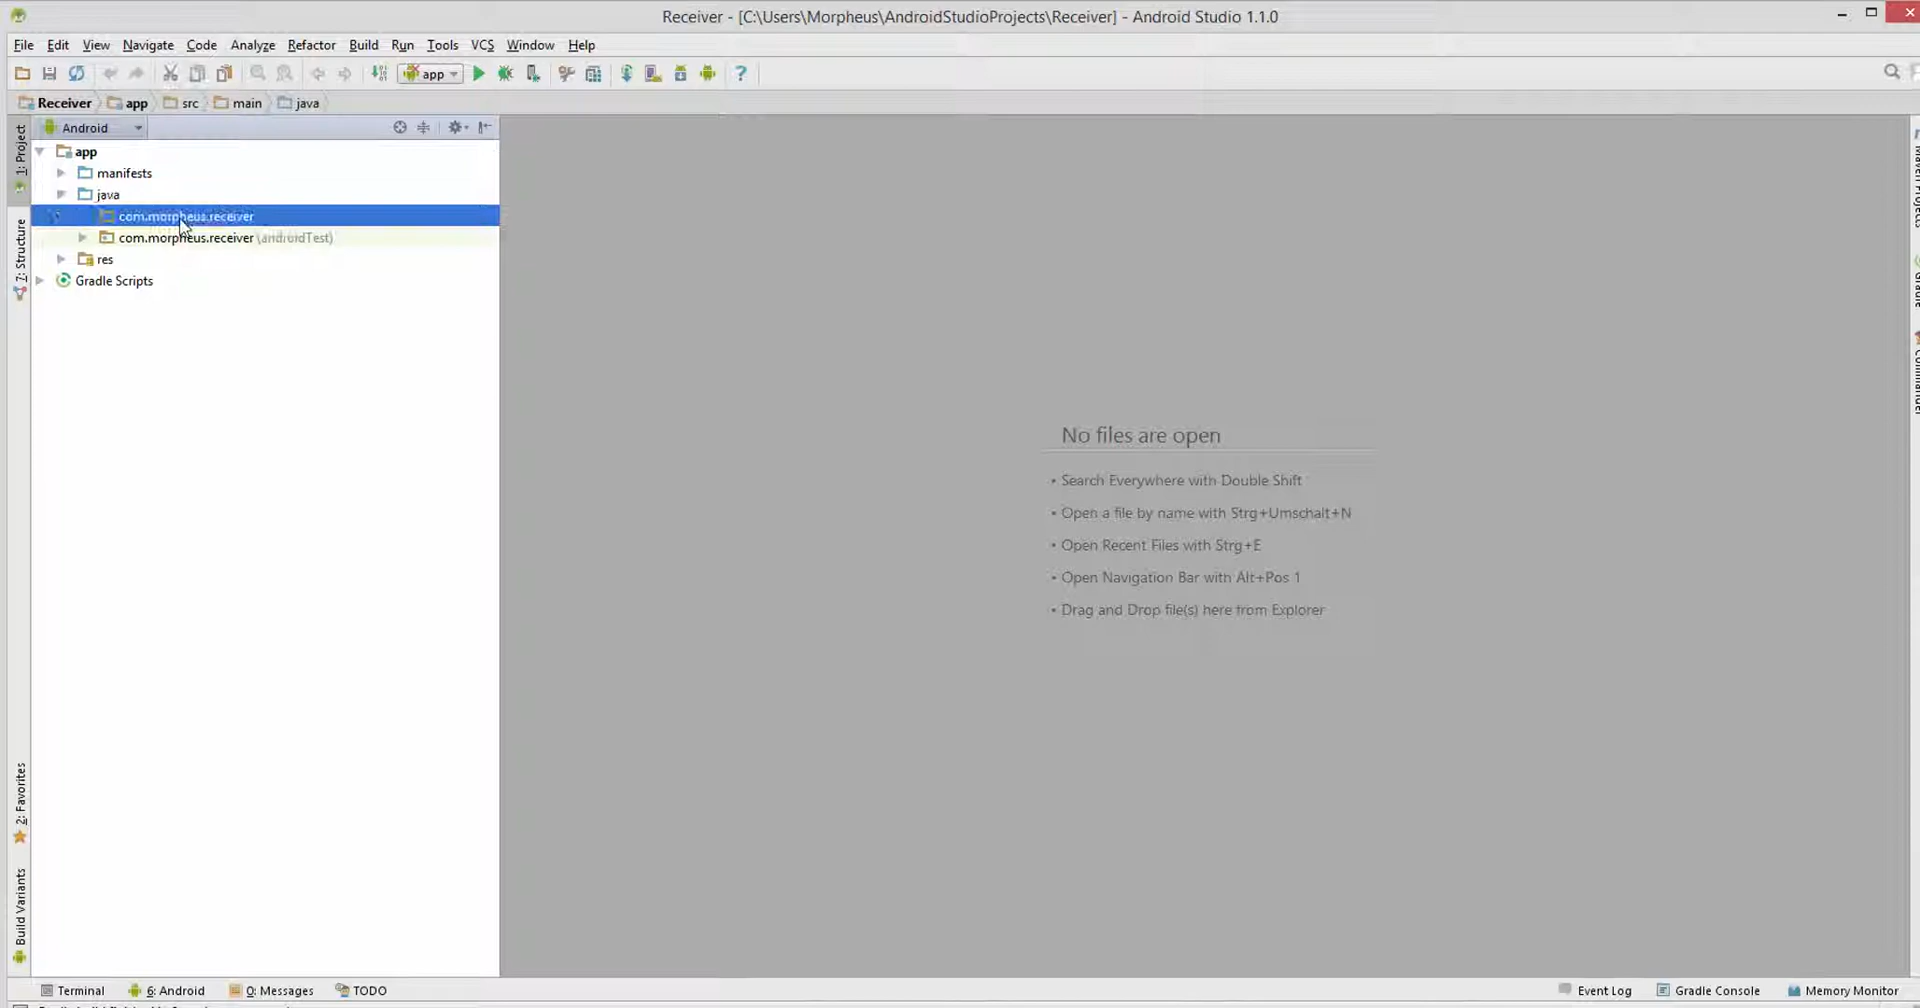 Receiver - [C:\Users\Morpheus\AndroidStudioProjects\Receiver] - Android Studio 1.1.0
File Edit View Navigate Code Analyze Refactor Build Run Tools VCS Window Help
app
Receiver app src main java
Android
1: Project
app
manifests
java
com.morpheus.receiver
com.morpheus.receiver (androidTest)
res
Gradle Scripts
7: Structure
2: Favorites
Build Variants
No files are open
• Search Everywhere with Double Shift
• Open a file by name with Strg+Umschalt+N
• Open Recent Files with Strg+E
• Open Navigation Bar with Alt+Pos 1
• Drag and Drop file(s) here from Explorer
Maven Projects
Gradle
Commander
Terminal 6: Android 0: Messages TODO Event Log Gradle Console Memory Monitor